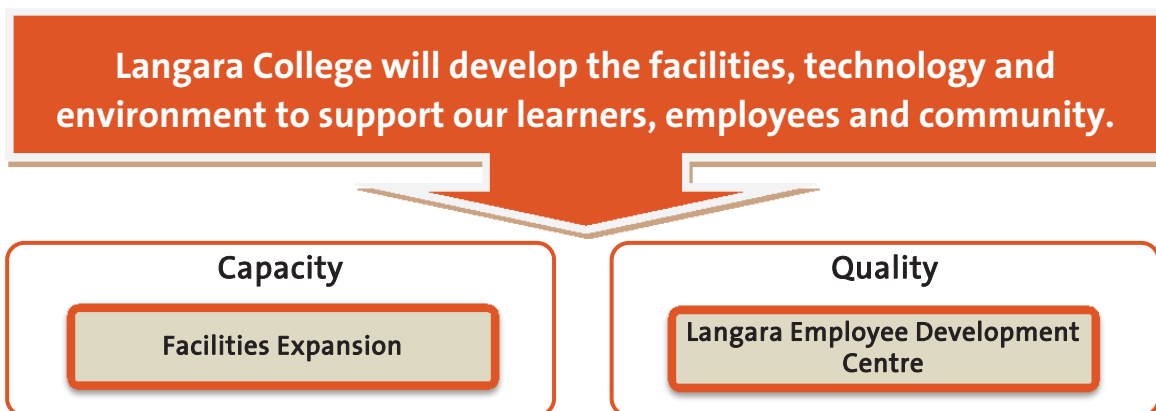 Langara College will develop the facilities, technology and
environment to support our learners, employees and community.
Capacity
Facilities Expansion
Quality
Langara Employee Development
Centre